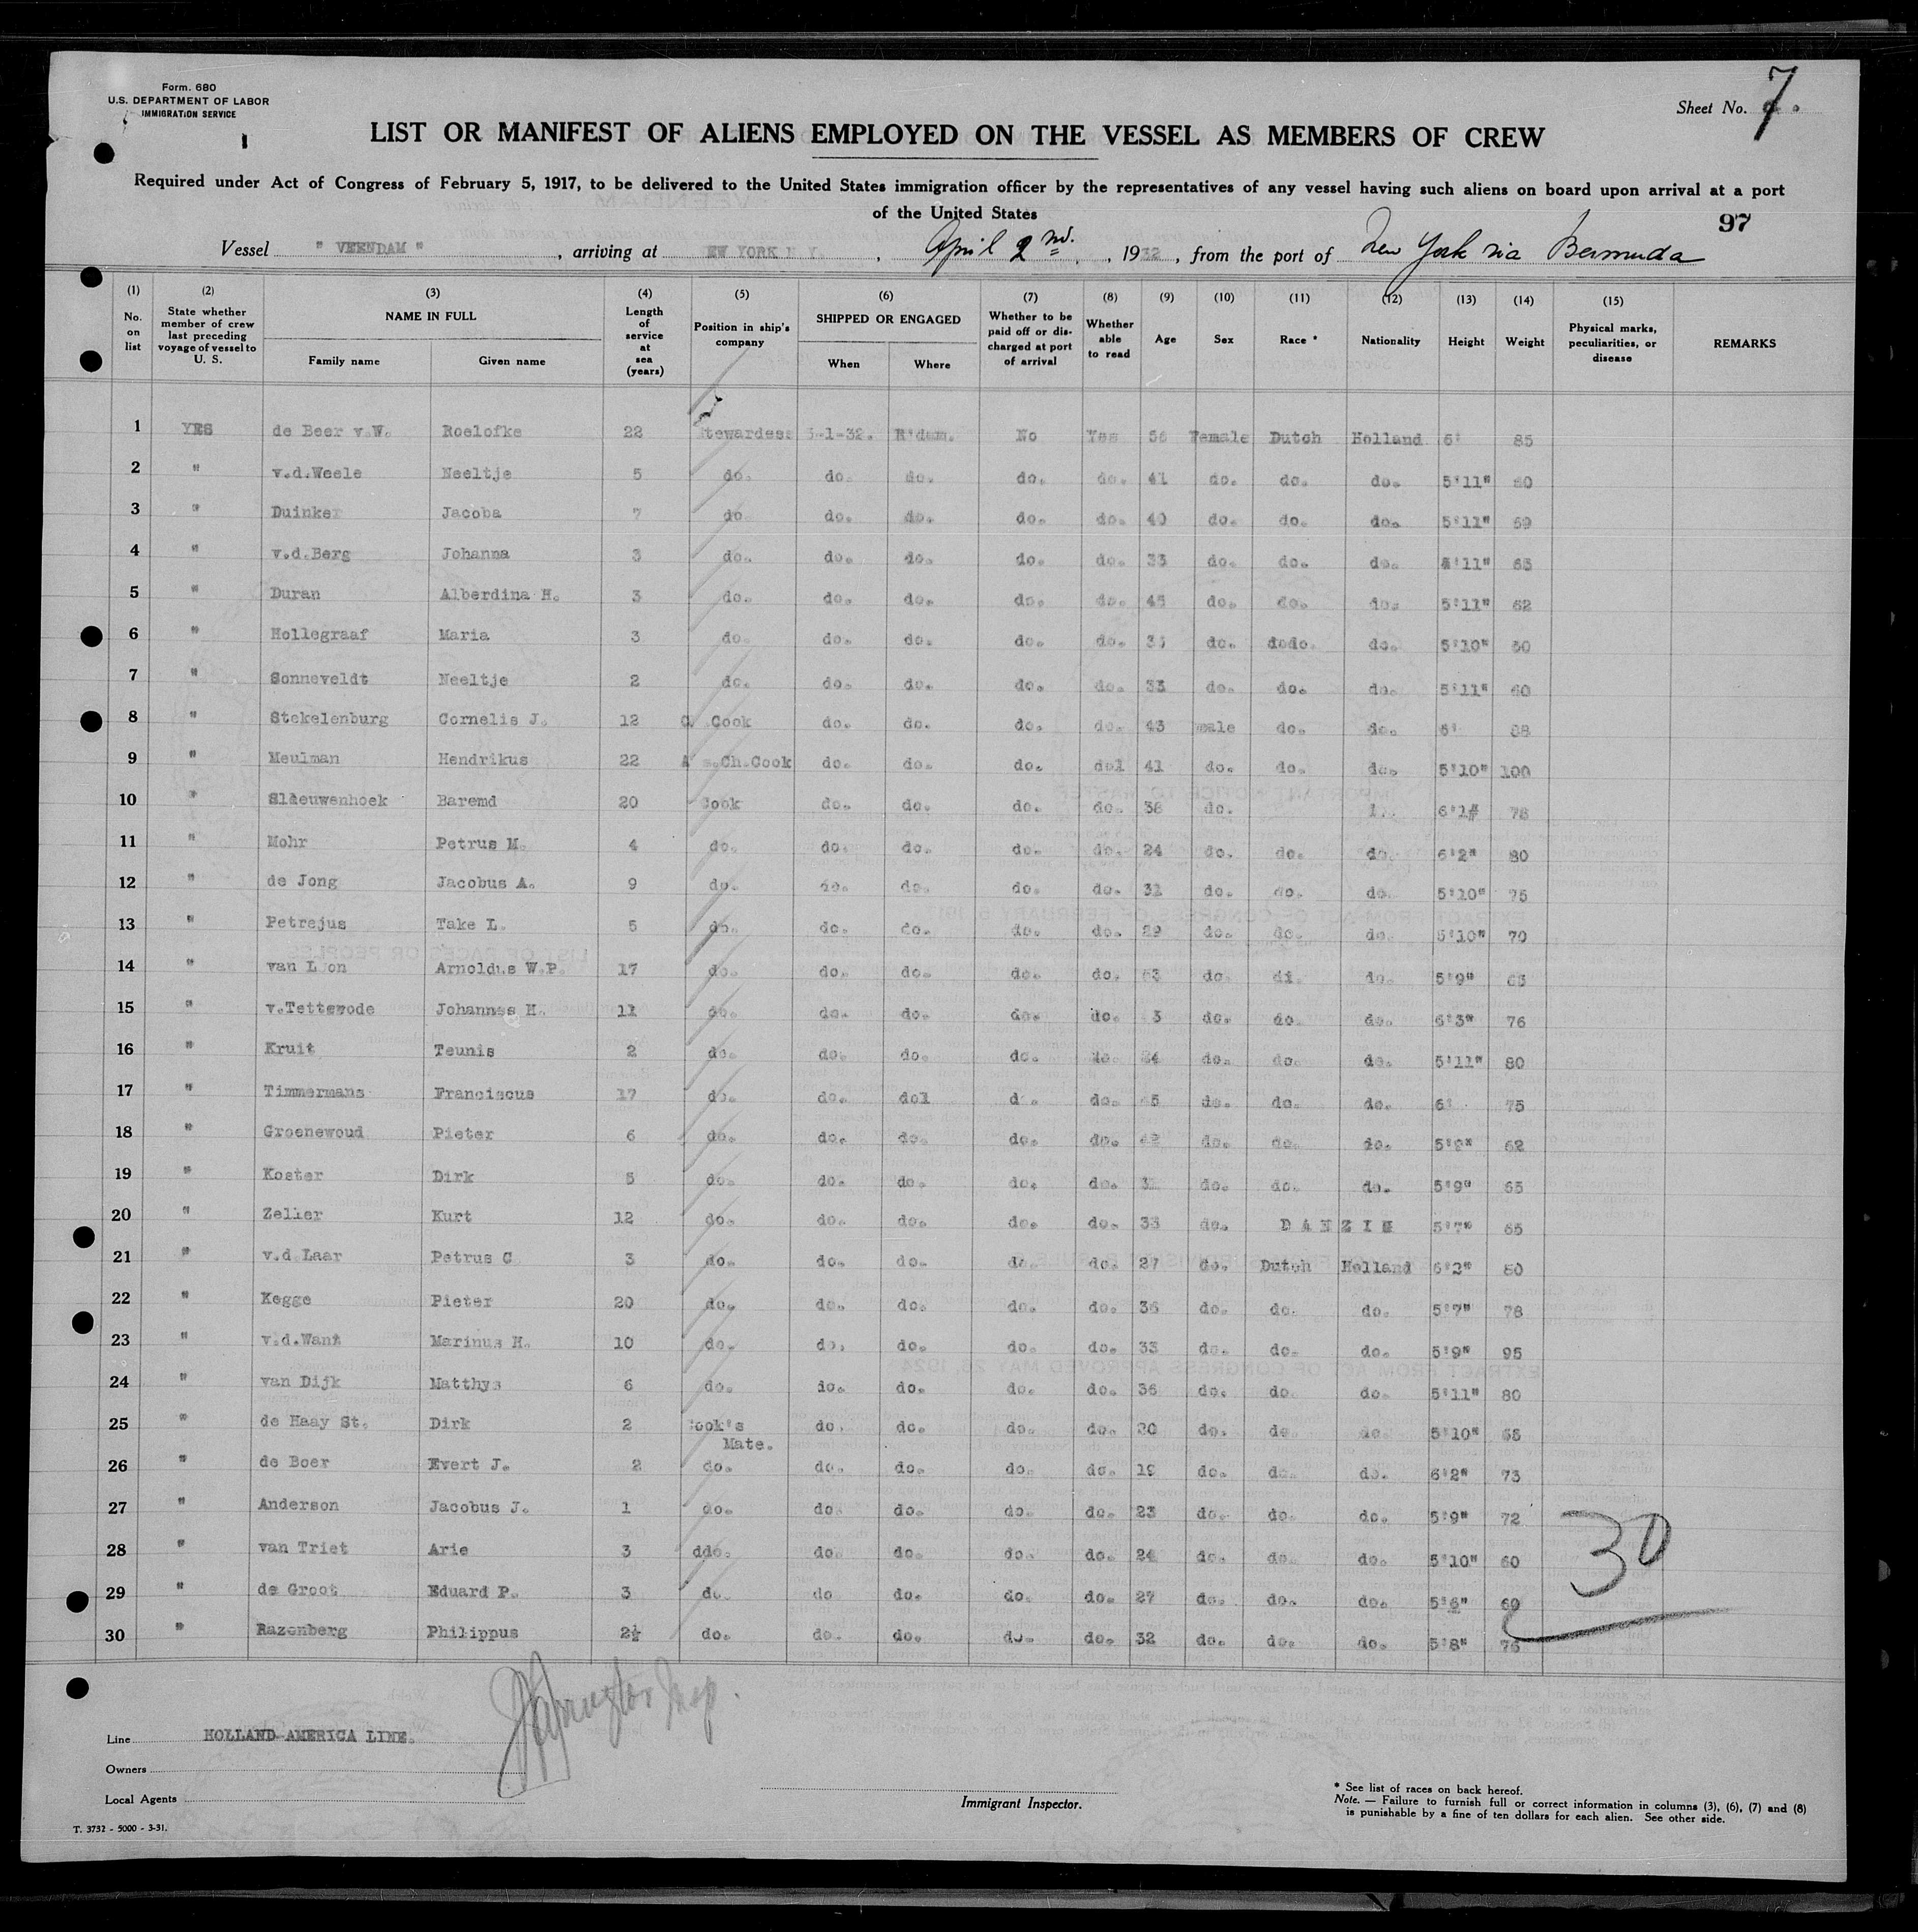 Form. 680
U.S. DEPARTMENT OF LABOR
IMMIGRATION SERVICE
Sheet No. 7.
LIST OR MANIFEST OF ALIENS EMPLOYED ON THE VESSEL AS MEMBERS OF CREW
Required under Act of Congress of February 5, 1917, to be delivered to the United States immigration officer by the representatives of any vessel having such aliens on board upon arrival at a port
of the United States
97
Vessel " VEENDAM " , arriving at EW YORK N Y. , April 2nd. , 1932 , from the port of New York via Bermuda
(1) No. on list (2) State whether member of crew last preceding voyage of vessel to U. S. (3) NAME IN FULL Family name Given name (4) Length of service at sea (years) (5) Position in ship's company (6) SHIPPED OR ENGAGED When Where (7) Whether to be paid off or discharged at port of arrival (8) Whether able to read (9) Age (10) Sex (11) Race * (12) Nationality (13) Height (14) Weight (15) Physical marks, peculiarities, or disease REMARKS
1 YES de Beer v.W. Roelofke 22 Stewardess -1-32. R'dam. No Yes 56 Female Dutch Holland 6' 85
2 " v.d.Weele Neeltje 5 do. do. do. do. do. 41 do. do. do. 5'11"
3 " Duinker Jacoba 7 do. do. do. do. do. 40 do. do. do. 5'11" 69
4 " v.d.Berg Johanna 3 do. do. do. do. do. 33 do. do. do. 11"
5 " Duran Alberdina H. 3 do. do. do. do. do. 45 do. do. do. 5'11" 62
6 " Hollegraaf Maria 3 do. do. do. do. do. do. dodo. do. 5'10"
7 " Sonneveldt Neeltje 2 do. do. do. do. do. 33 do. do. do. 5'11" 60
8 " Stekelenburg Cornelis J. 12 Cook do. do. do. do. 43 male do. do. 88
9 " Meulman Hendrikus 22 Ch.Cook do. do. do. dol 41 do. do. do. 5'10" 100
10 " Sleeuwenhoek Baremd 20 Cook do. do. do. do. 38 do. 6'1"
11 " Mohr Petrus M. 4 do. do. do. do. do. 24 do. do. do. 6'2" 80
12 " de Jong Jacobus A. 9 do. do. do. do. do. 31 do. do. do. 5'10" 75
13 " Petrejus Take L. 5 do. do. do. do. do. 29 do. do. do. 5'10" 70
14 " van L on Arnoldus W.P. 17 do. do. do. do. do. do. di. do. 5'9"
15 " v.Tetterode Johannes H. 11 do. do. do. do. do. 3 do. do. do. 6'3" 76
16 " Kruit Teunis 2 do. do. do. do. do. do. do. do. 5'11" 80
17 " Timmermans Franciscus 17 do. do. dol d. do. do. do. do. 6' 75
18 " Groenewoud Pieter 6 do. do. do. do. do. do. do. do. 62
19 " Koster Dirk 5 do. do. do. do. do. do. do. do. 5'9" 65
20 " Zeller Kurt 12 do. do. do. do. do. 33 do. DANZIH 5'7" 65
21 " v.d Laar Petrus C 3 do. do. do. do. do. 27 do. Dutch Holland 80
22 " Kegge Pieter 20 do. do. do. do. do. 36 do. do. do. 5'7" 78
23 " v.d.Want Marinus H. 10 do. do. do. do. do. 33 do. do. do. 5'9" 95
24 " van Dijk Matthys 6 do. do. do. do. do. 36 do. do. do. 5'11" 80
25 " de Haay St. Dirk 2 Cook's do. do. do. do. do. do. do. 5'10"
Mate.
26 " de Boer Evert J. 2 do. do. do. do. do. 19 do. do. do. 6'2" 73
27 " Anderson Jacobus J. 1 do. do. do. do. do. 23 do. do. do. 5'9" 72
28 " van Triet Arie 3 ddo. do. do. do. do. 24 do. do. do. 5'10" 60
29 " de Groot Eduard P. 3 do. do do. do. do. 27 do. do. do. 5'6" 60
30 " Razenberg Philippus 2½ do. do. do. do. do. 32 do. do. do. 5'8"
30
Line HOLLAND-AMERICA LINE.
Owners
Local Agents
Immigrant Inspector.
* See list of races on back hereof.
Note. — Failure to furnish full or correct information in columns (3), (6), (7) and (8)
is punishable by a fine of ten dollars for each alien. See other side.
T. 3732 - 5000 - 3-31.